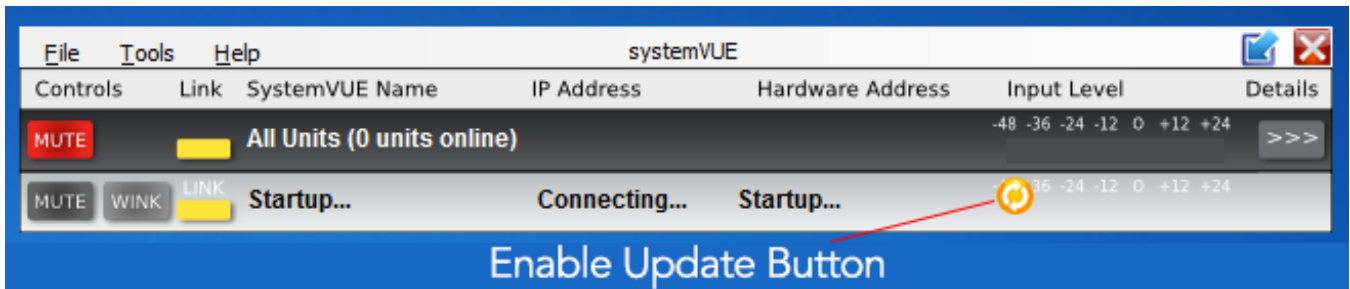 File Tools Help systemVUE
Controls Link SystemVUE Name IP Address Hardware Address Input Level Details
MUTE All Units (0 units online) -48 -36 -24 -12 0 +12 +24 >>>
MUTE WINK LINK Startup... Connecting... Startup... 36 -24 -12 0 +12 +24
Enable Update Button